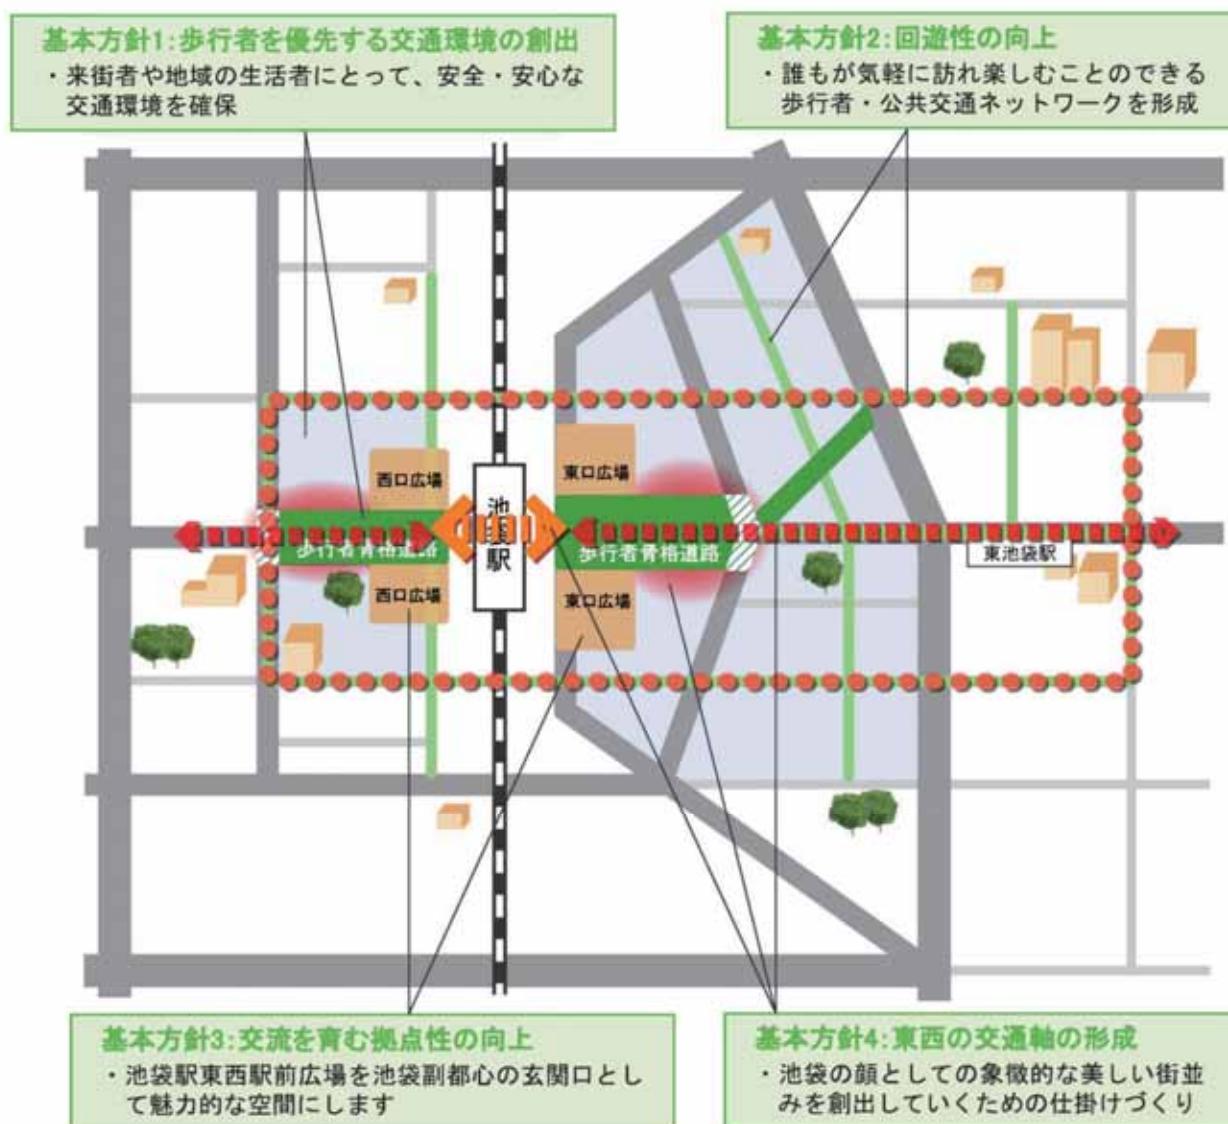 基本方針1:歩行者を優先する交通環境の創出
・来街者や地域の生活者にとって、安全・安心な
交通環境を確保
基本方針2:回遊性の向上
・誰もが気軽に訪れ楽しむことのできる
歩行者・公共交通ネットワークを形成
西口広場
東口広場
池袋駅
歩行者骨格道路
歩行者骨格道路
東池袋駅
西口広場
東口広場
基本方針3:交流を育む拠点性の向上
・池袋駅東西駅前広場を池袋副都心の玄関口とし
て魅力的な空間にします
基本方針4:東西の交通軸の形成
・池袋の顔としての象徴的な美しい街並
みを創出していくための仕掛けづくり